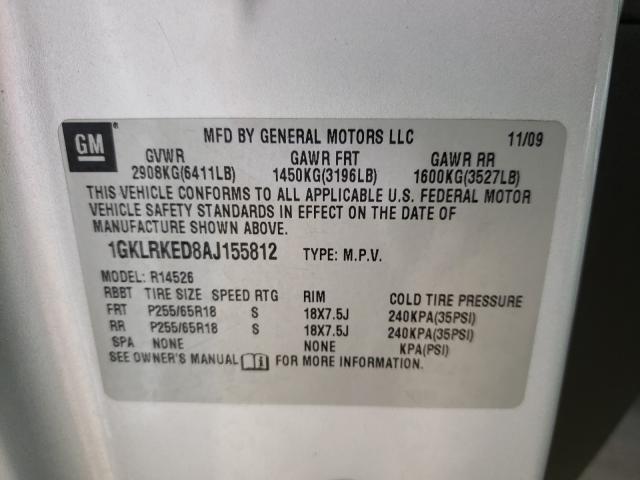 GM ® MFD BY GENERAL MOTORS LLC 11/09
GVWR GAWR FRT GAWR RR
2908KG(6411LB) 1450KG(3196LB) 1600KG(3527LB)
THIS VEHICLE CONFORMS TO ALL APPLICABLE U.S. FEDERAL MOTOR
VEHICLE SAFETY STANDARDS IN EFFECT ON THE DATE OF
MANUFACTURE SHOWN ABOVE.
1GKLRKED8AJ155812 TYPE: M.P.V.
MODEL: R14526
RBBT TIRE SIZE SPEED RTG RIM COLD TIRE PRESSURE
FRT P255/65R18 S 18X7.5J 240KPA(35PSI)
RR P255/65R18 S 18X7.5J 240KPA(35PSI)
SPA NONE NONE KPA(PSI)
SEE OWNER'S MANUAL FOR MORE INFORMATION.